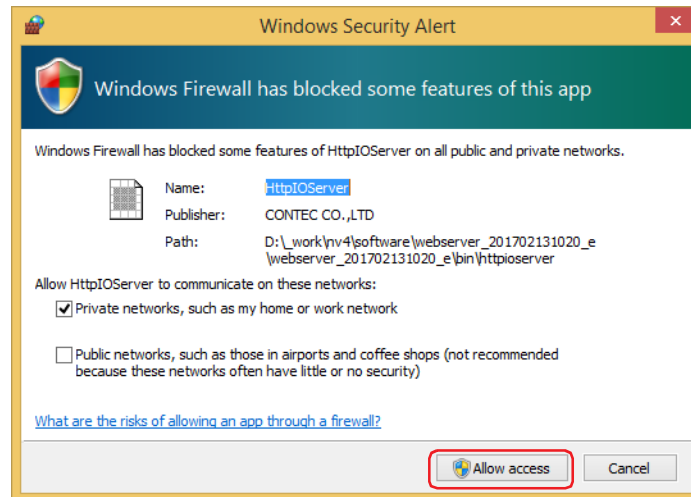 Windows Security Alert
Windows Firewall has blocked some features of this app
Windows Firewall has blocked some features of HttpIOServer on all public and private networks.
Name: HttpIOServer
Publisher: CONTEC CO.,LTD
Path: D:\_work\nv4\software\webserver_201702131020_e
\webserver_201702131020_e\bin\httpioserver
Allow HttpIOServer to communicate on these networks:
Private networks, such as my home or work network
Public networks, such as those in airports and coffee shops (not recommended
because these networks often have little or no security)
What are the risks of allowing an app through a firewall?
Allow access Cancel